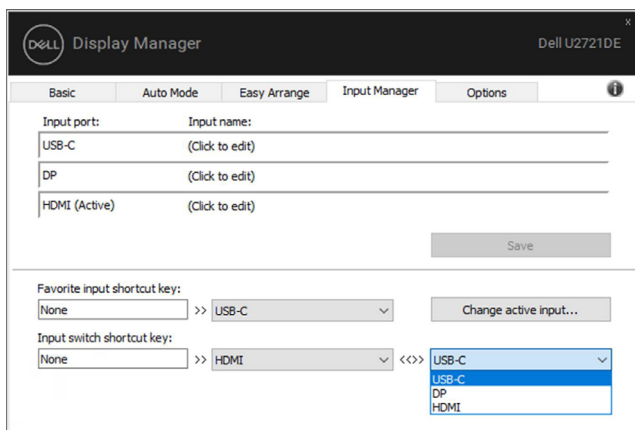 x
DELL Display Manager Dell U2721DE
Basic Auto Mode Easy Arrange Input Manager Options i
Input port: Input name:
USB-C (Click to edit)
DP (Click to edit)
HDMI (Active) (Click to edit)
Save
Favorite input shortcut key:
None >> USB-C Change active input...
Input switch shortcut key:
None >> HDMI <<>> USB-C
USB-C
DP
HDMI